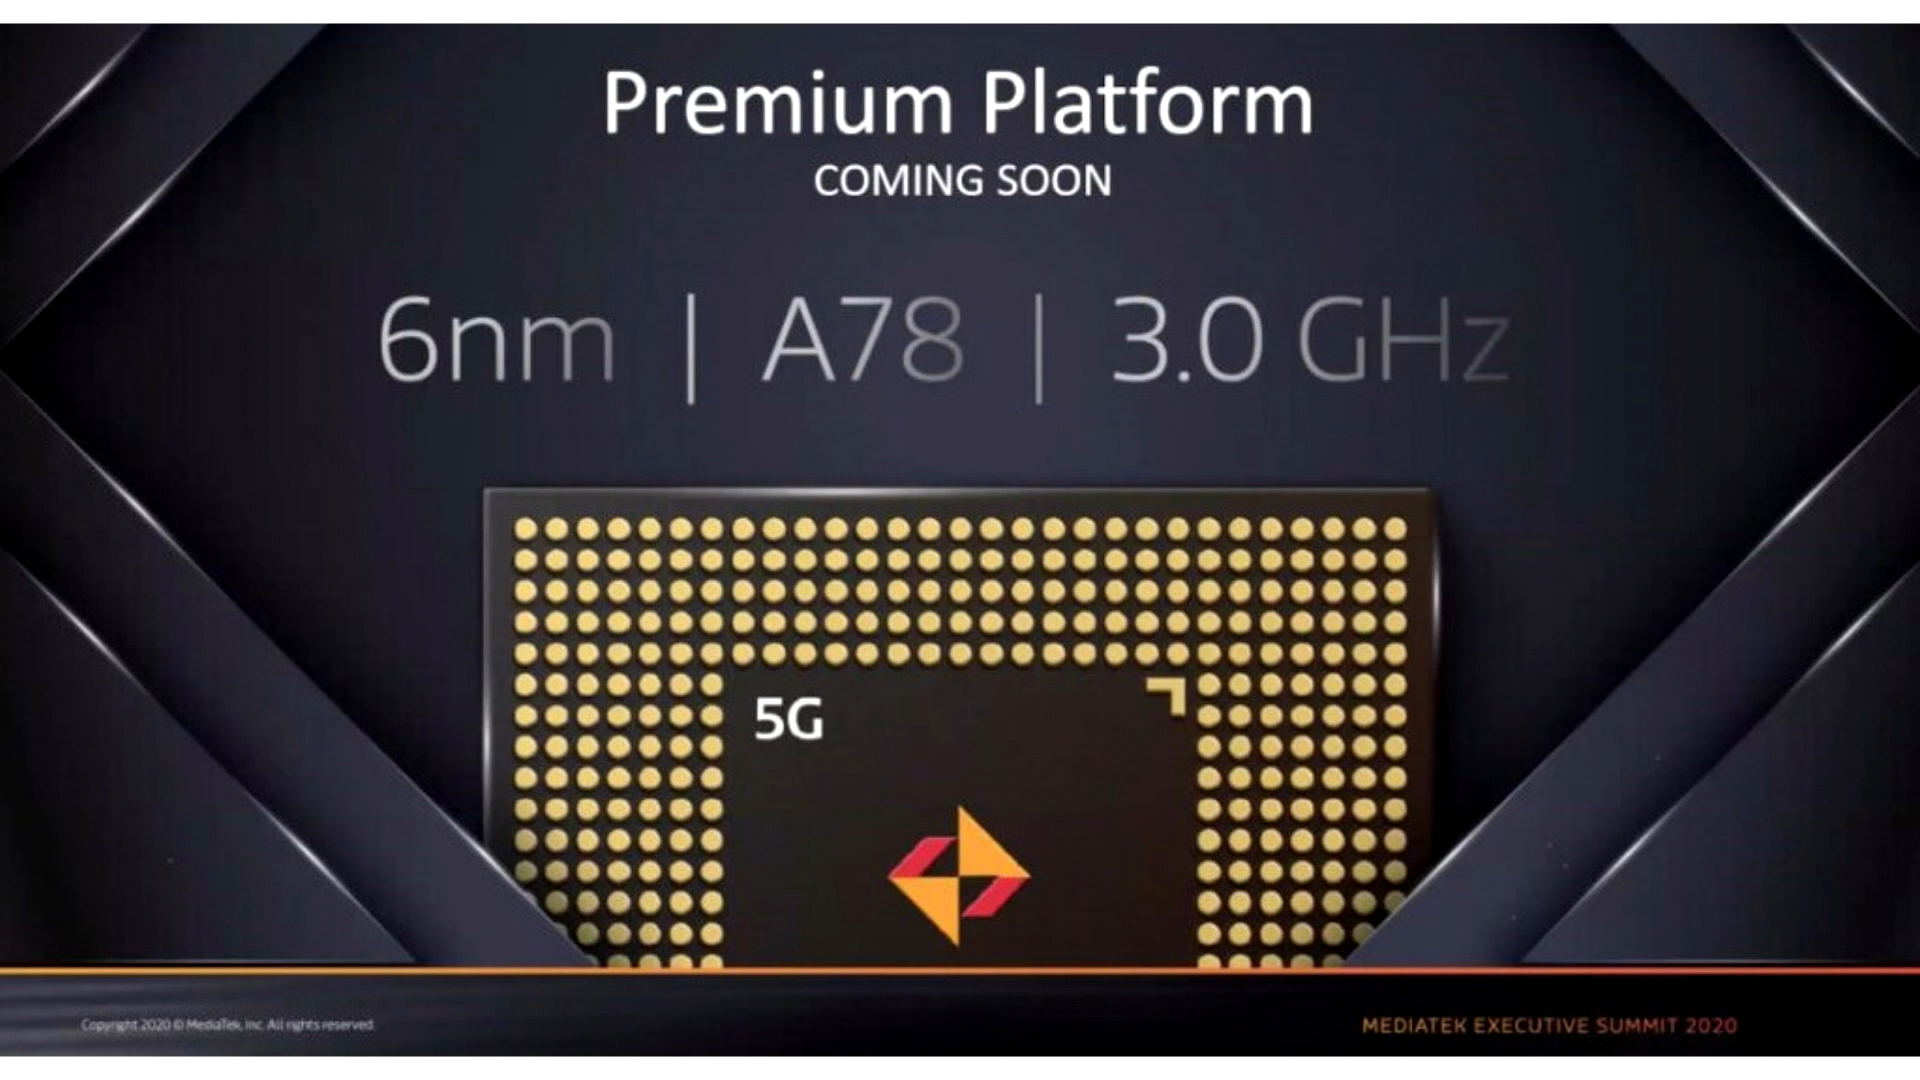 Premium Platform
COMING SOON
6nm | A78 | 3.0 GHz
5G
Copyright 2020 © MediaTek, Inc. All rights reserved.
MEDIATEK EXECUTIVE SUMMIT 2020